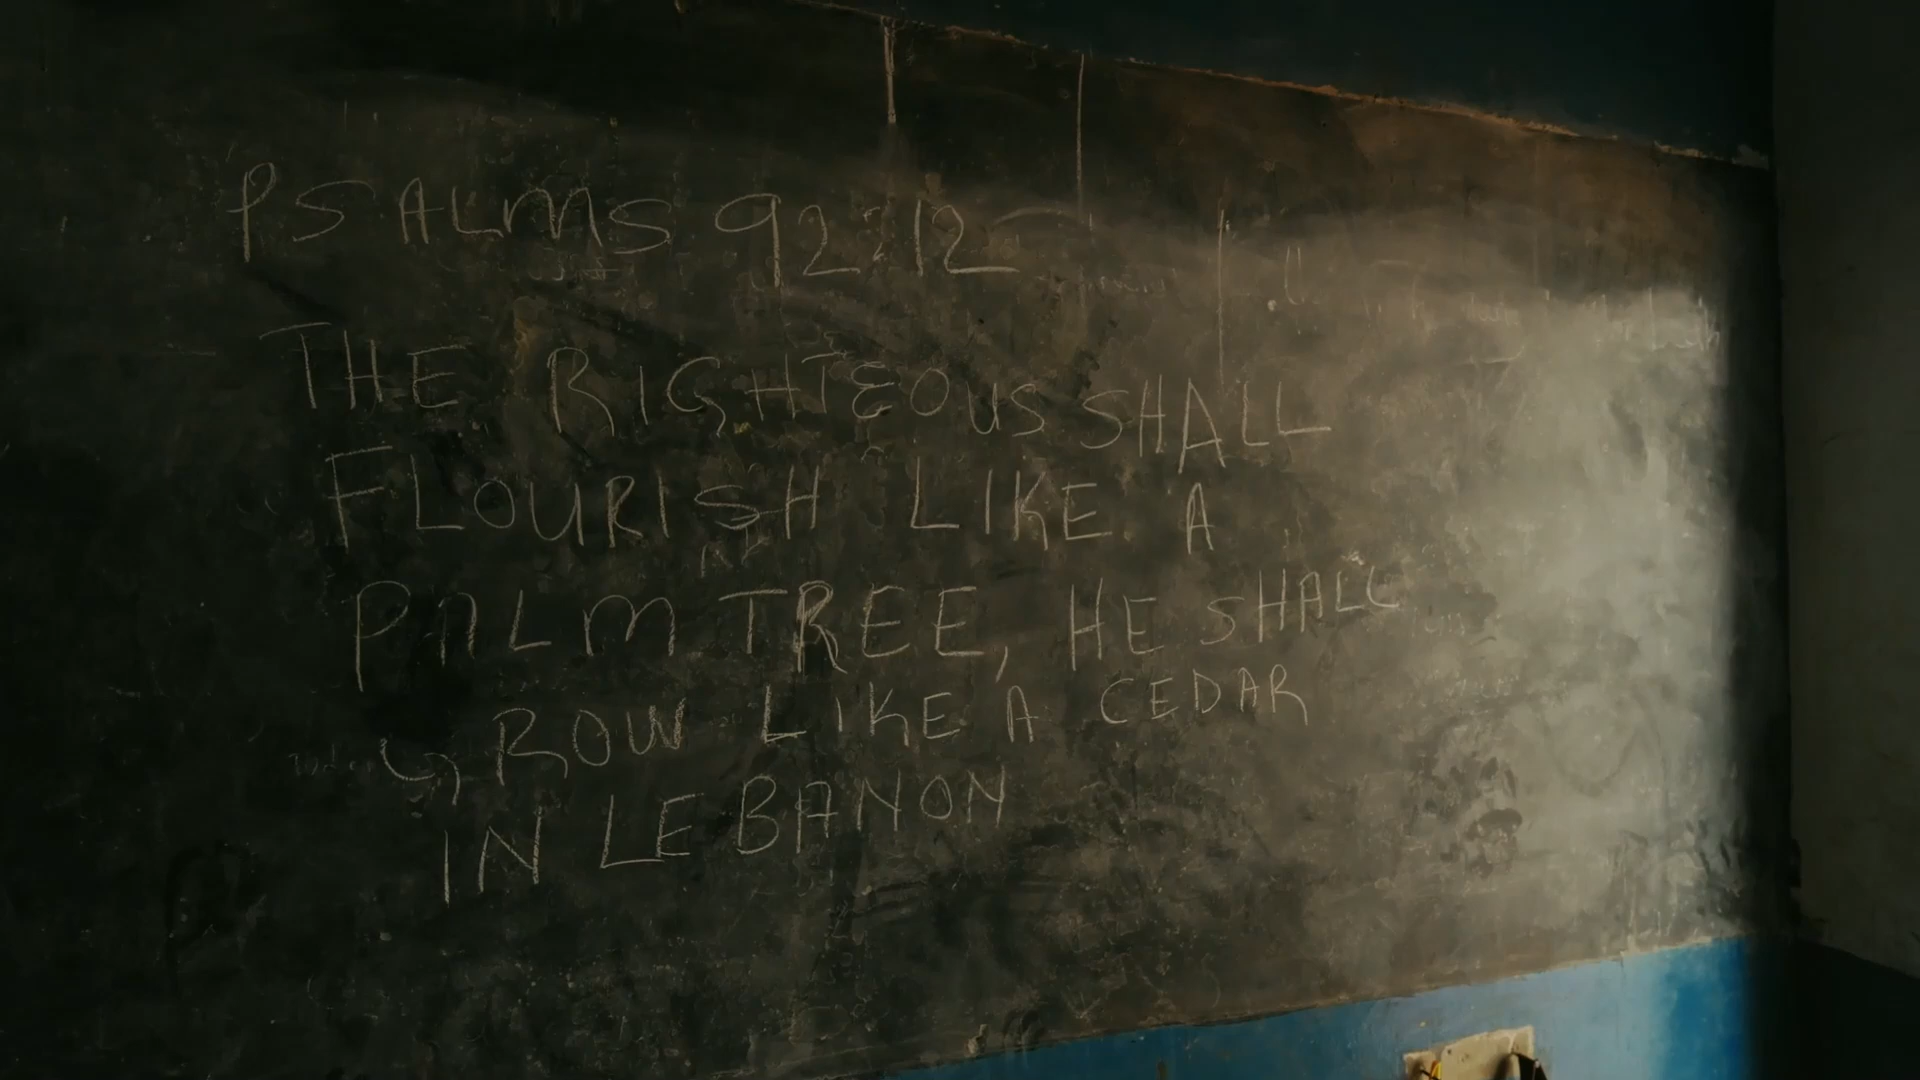 PSALMS 92:12
THE RIGHTEOUS SHALL
FLOURISH LIKE A
PALM TREE, HE SHALL
GROW LIKE A CEDAR
IN LEBANON